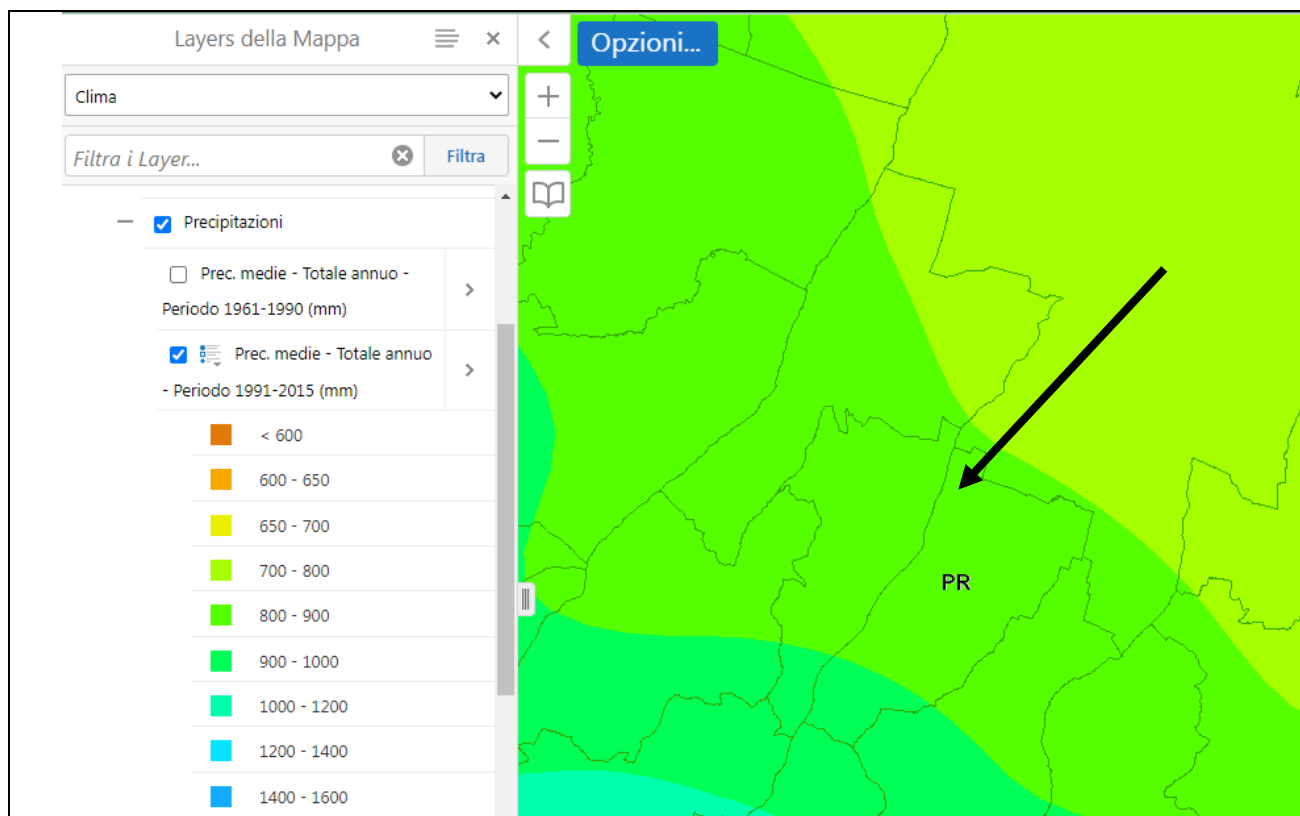 Layers della Mappa
Opzioni...
Clima
Filtra i Layer...
Filtra
Precipitazioni
Prec. medie - Totale annuo -
Periodo 1961-1990 (mm)
Prec. medie - Totale annuo
- Periodo 1991-2015 (mm)
< 600
600 - 650
650 - 700
700 - 800
800 - 900
900 - 1000
1000 - 1200
1200 - 1400
1400 - 1600
PR